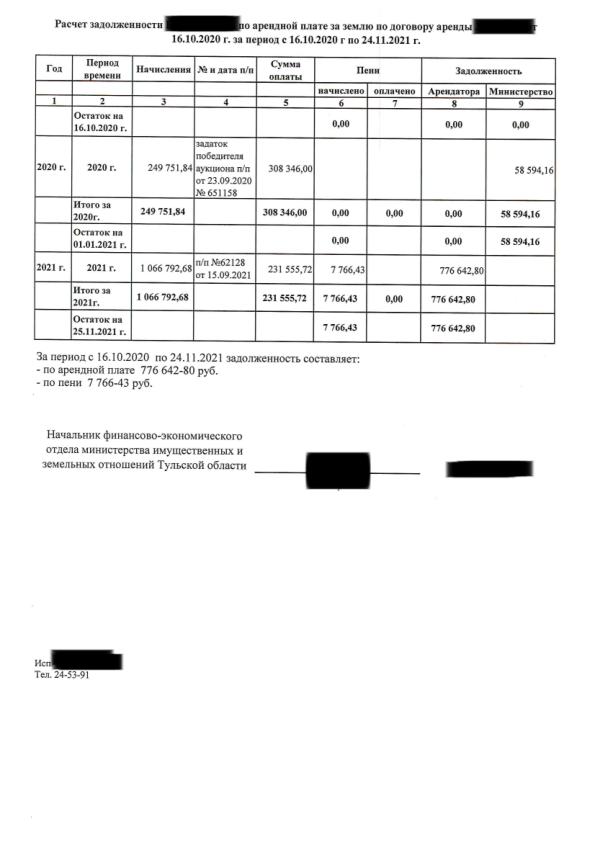 Расчет задолженности по арендной плате за землю по договору аренды т
16.10.2020 г. за период с 16.10.2020 г по 24.11.2021 г.
Год Период времени Начисления № и дата п/п Сумма оплаты Пени Задолженность
начислено оплачено Арендатора Министерство
1 2 3 4 5 6 7 8 9
Остаток на 16.10.2020 г. 0,00 0,00 0,00
2020 г. 2020 г. 249 751,84 задаток победителя аукциона п/п от 23.09.2020 № 651158 308 346,00 58 594,16
Итого за 2020г. 249 751,84 308 346,00 0,00 0,00 0,00 58 594,16
Остаток на 01.01.2021 г. 0,00 0,00 58 594,16
2021 г. 2021 г. 1 066 792,68 п/п №62128 от 15.09.2021 231 555,72 7 766,43 776 642,80
Итого за 2021г. 1 066 792,68 231 555,72 7 766,43 0,00 776 642,80
Остаток на 25.11.2021 г. 7 766,43 776 642,80
За период с 16.10.2020 по 24.11.2021 задолженность составляет:
- по арендной плате 776 642-80 руб.
- по пени 7 766-43 руб.
Начальник финансово-экономического
отдела министерства имущественных и
земельных отношений Тульской области
Исп
Тел. 24-53-91